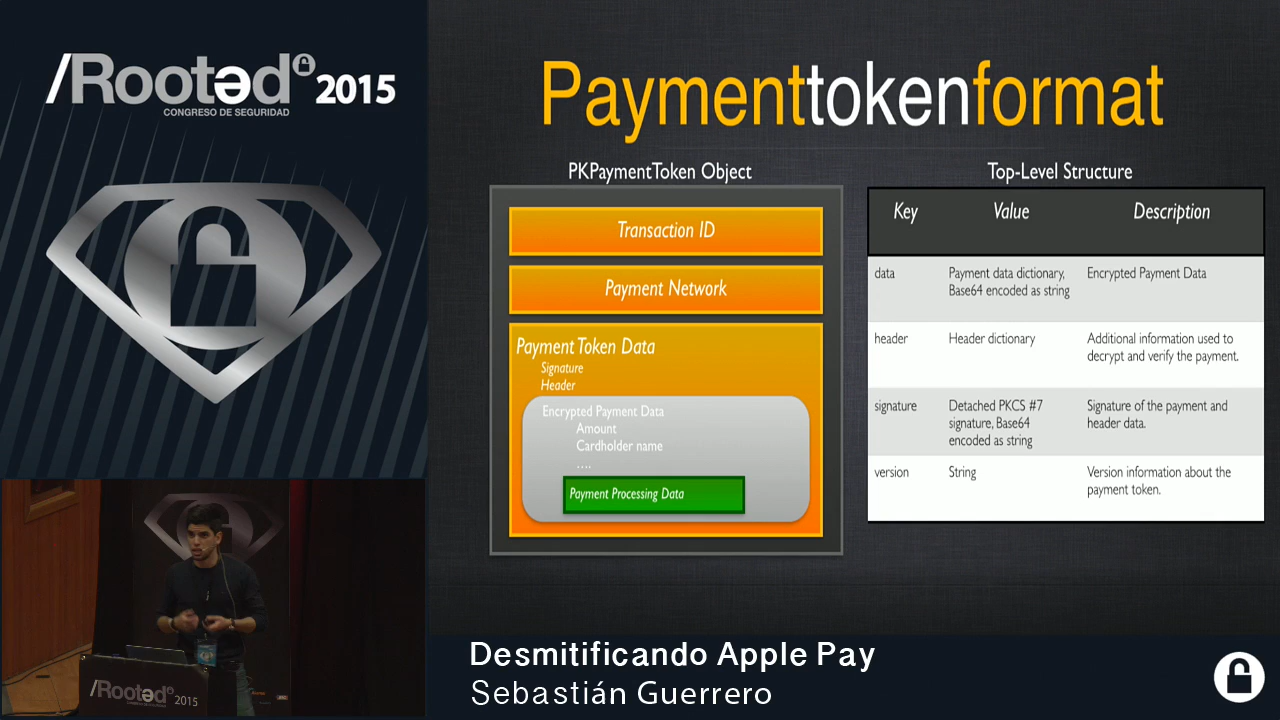 /Rootəd 2015
CONGRESO DE SEGURIDAD
Paymenttokenformat
PKPaymentToken Object
Transaction ID
Payment Network
Payment Token Data
Signature
Header
Encrypted Payment Data
Amount
Cardholder name
....
Payment Processing Data
Top-Level Structure
Key Value Description
data Payment data dictionary, Encrypted Payment Data
Base64 encoded as string
header Header dictionary Additional information used to
decrypt and verify the payment.
signature Detached PKCS #7 Signature of the payment and
signature, Base64 header data.
encoded as string
version String Version information about the
payment token.
/Rootəd 2015
Desmitificando Apple Pay
Sebastián Guerrero